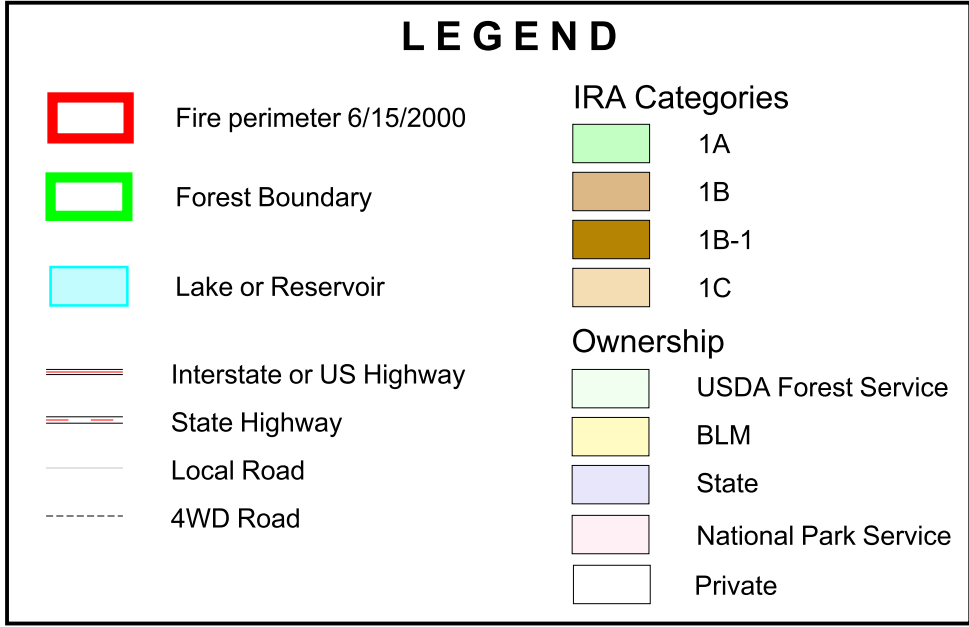 LEGEND
Fire perimeter 6/15/2000
Forest Boundary
Lake or Reservoir
Interstate or US Highway
State Highway
Local Road
4WD Road
IRA Categories
1A
1B
1B-1
1C
Ownership
USDA Forest Service
BLM
State
National Park Service
Private